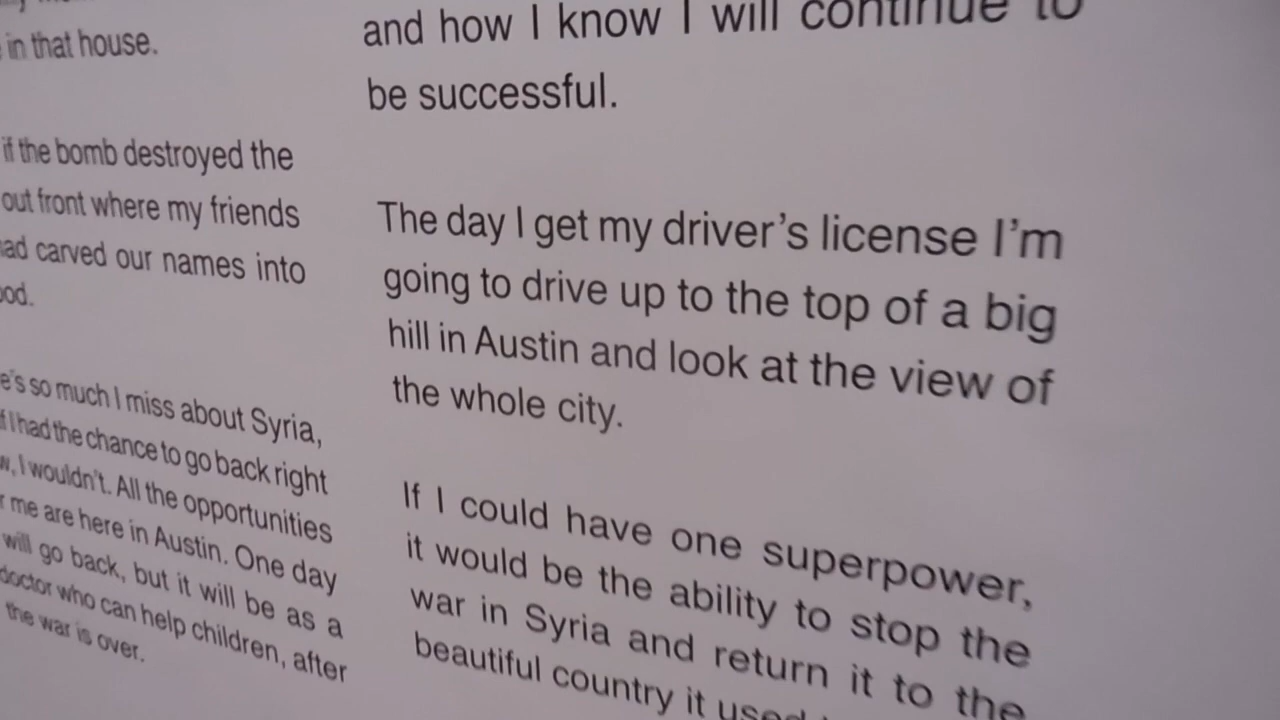 in that house.
if the bomb destroyed the
out front where my friends
carved our names into
so much I miss about Syria,
I had the chance to go back right
I wouldn't. All the opportunities
me are here in Austin. One day
will go back, but it will be as a
doctor who can help children, after
the war is over.
and how I know I will continue to
be successful.
The day I get my driver's license I'm
going to drive up to the top of a big
hill in Austin and look at the view of
the whole city.
If I could have one superpower,
it would be the ability to stop the
war in Syria and return it to the
beautiful country it used